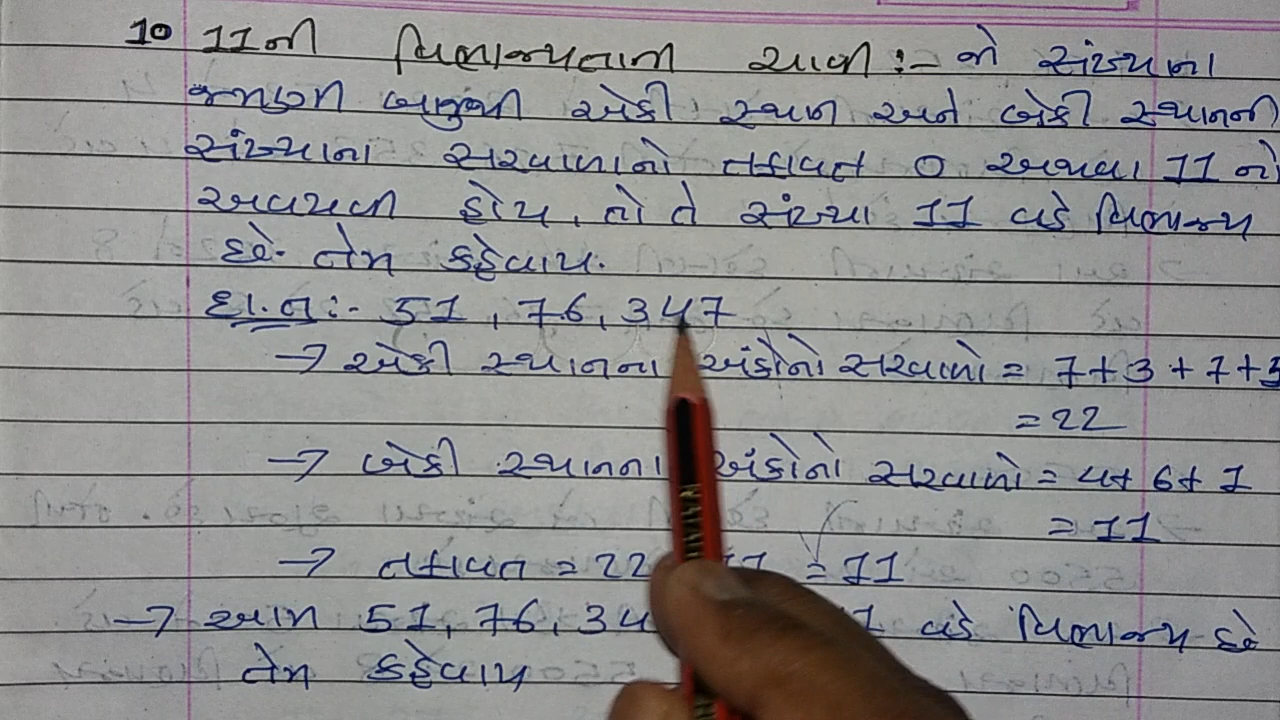 10 11ની વિભાજ્યતાની ચાવી :- જો સંખ્યાના
જમણી બાજુથી એકી સ્થાન અને બેકી સ્થાનની
સંખ્યાના સરવાળાનો તફાવત 0 અથવા 11 નો
અવયવી હોય, તો તે સંખ્યા 11 વડે વિભાજ્ય
છે. તેમ કહેવાય.
દા.ત. :- 51, 76, 347
→ એકી સ્થાનના અંકોનો સરવાળો = 7+3+7+
= 22
→ બેકી સ્થાનના અંકોનો સરવાળો = 4+6+1
= 11
→ તફાવત = 22 = 11
→ આમ 51, 76, 34 વડે વિભાજ્ય છે
તેમ કહેવાય